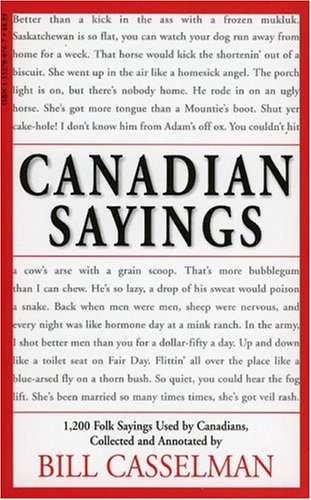 Better than a kick in the ass with a frozen mukluk.
Saskatchewan is so flat, you can watch your dog run away
from home for a week. That horse would kick the shortenin' out of a
biscuit. She went up in the air like a homesick angel. The porch
light is on, but there's nobody home. He rode in on an ugly
horse. She's got more tongue than a Mountie's boot. Shut yer
cake-hole! I don't know him from Adam's off ox. You couldn't hit
CANADIAN
SAYINGS
a cow's arse with a grain scoop. That's more bubblegum
than I can chew. He's so lazy, a drop of his sweat would poison
a snake. Back when men were men, sheep were nervous, and
every night was like hormone day at a mink ranch. In the army,
I shot better men than you for a dollar-fifty a day. Up and down
like a toilet seat on Fair Day. Flittin' all over the place like a
blue-arsed fly on a thorn bush. So quiet, you could hear the fog
lift. She's been married so many times times, she's got veil rash.
1,200 Folk Sayings Used by Canadians,
Collected and Annotated by
BILL CASSELMAN